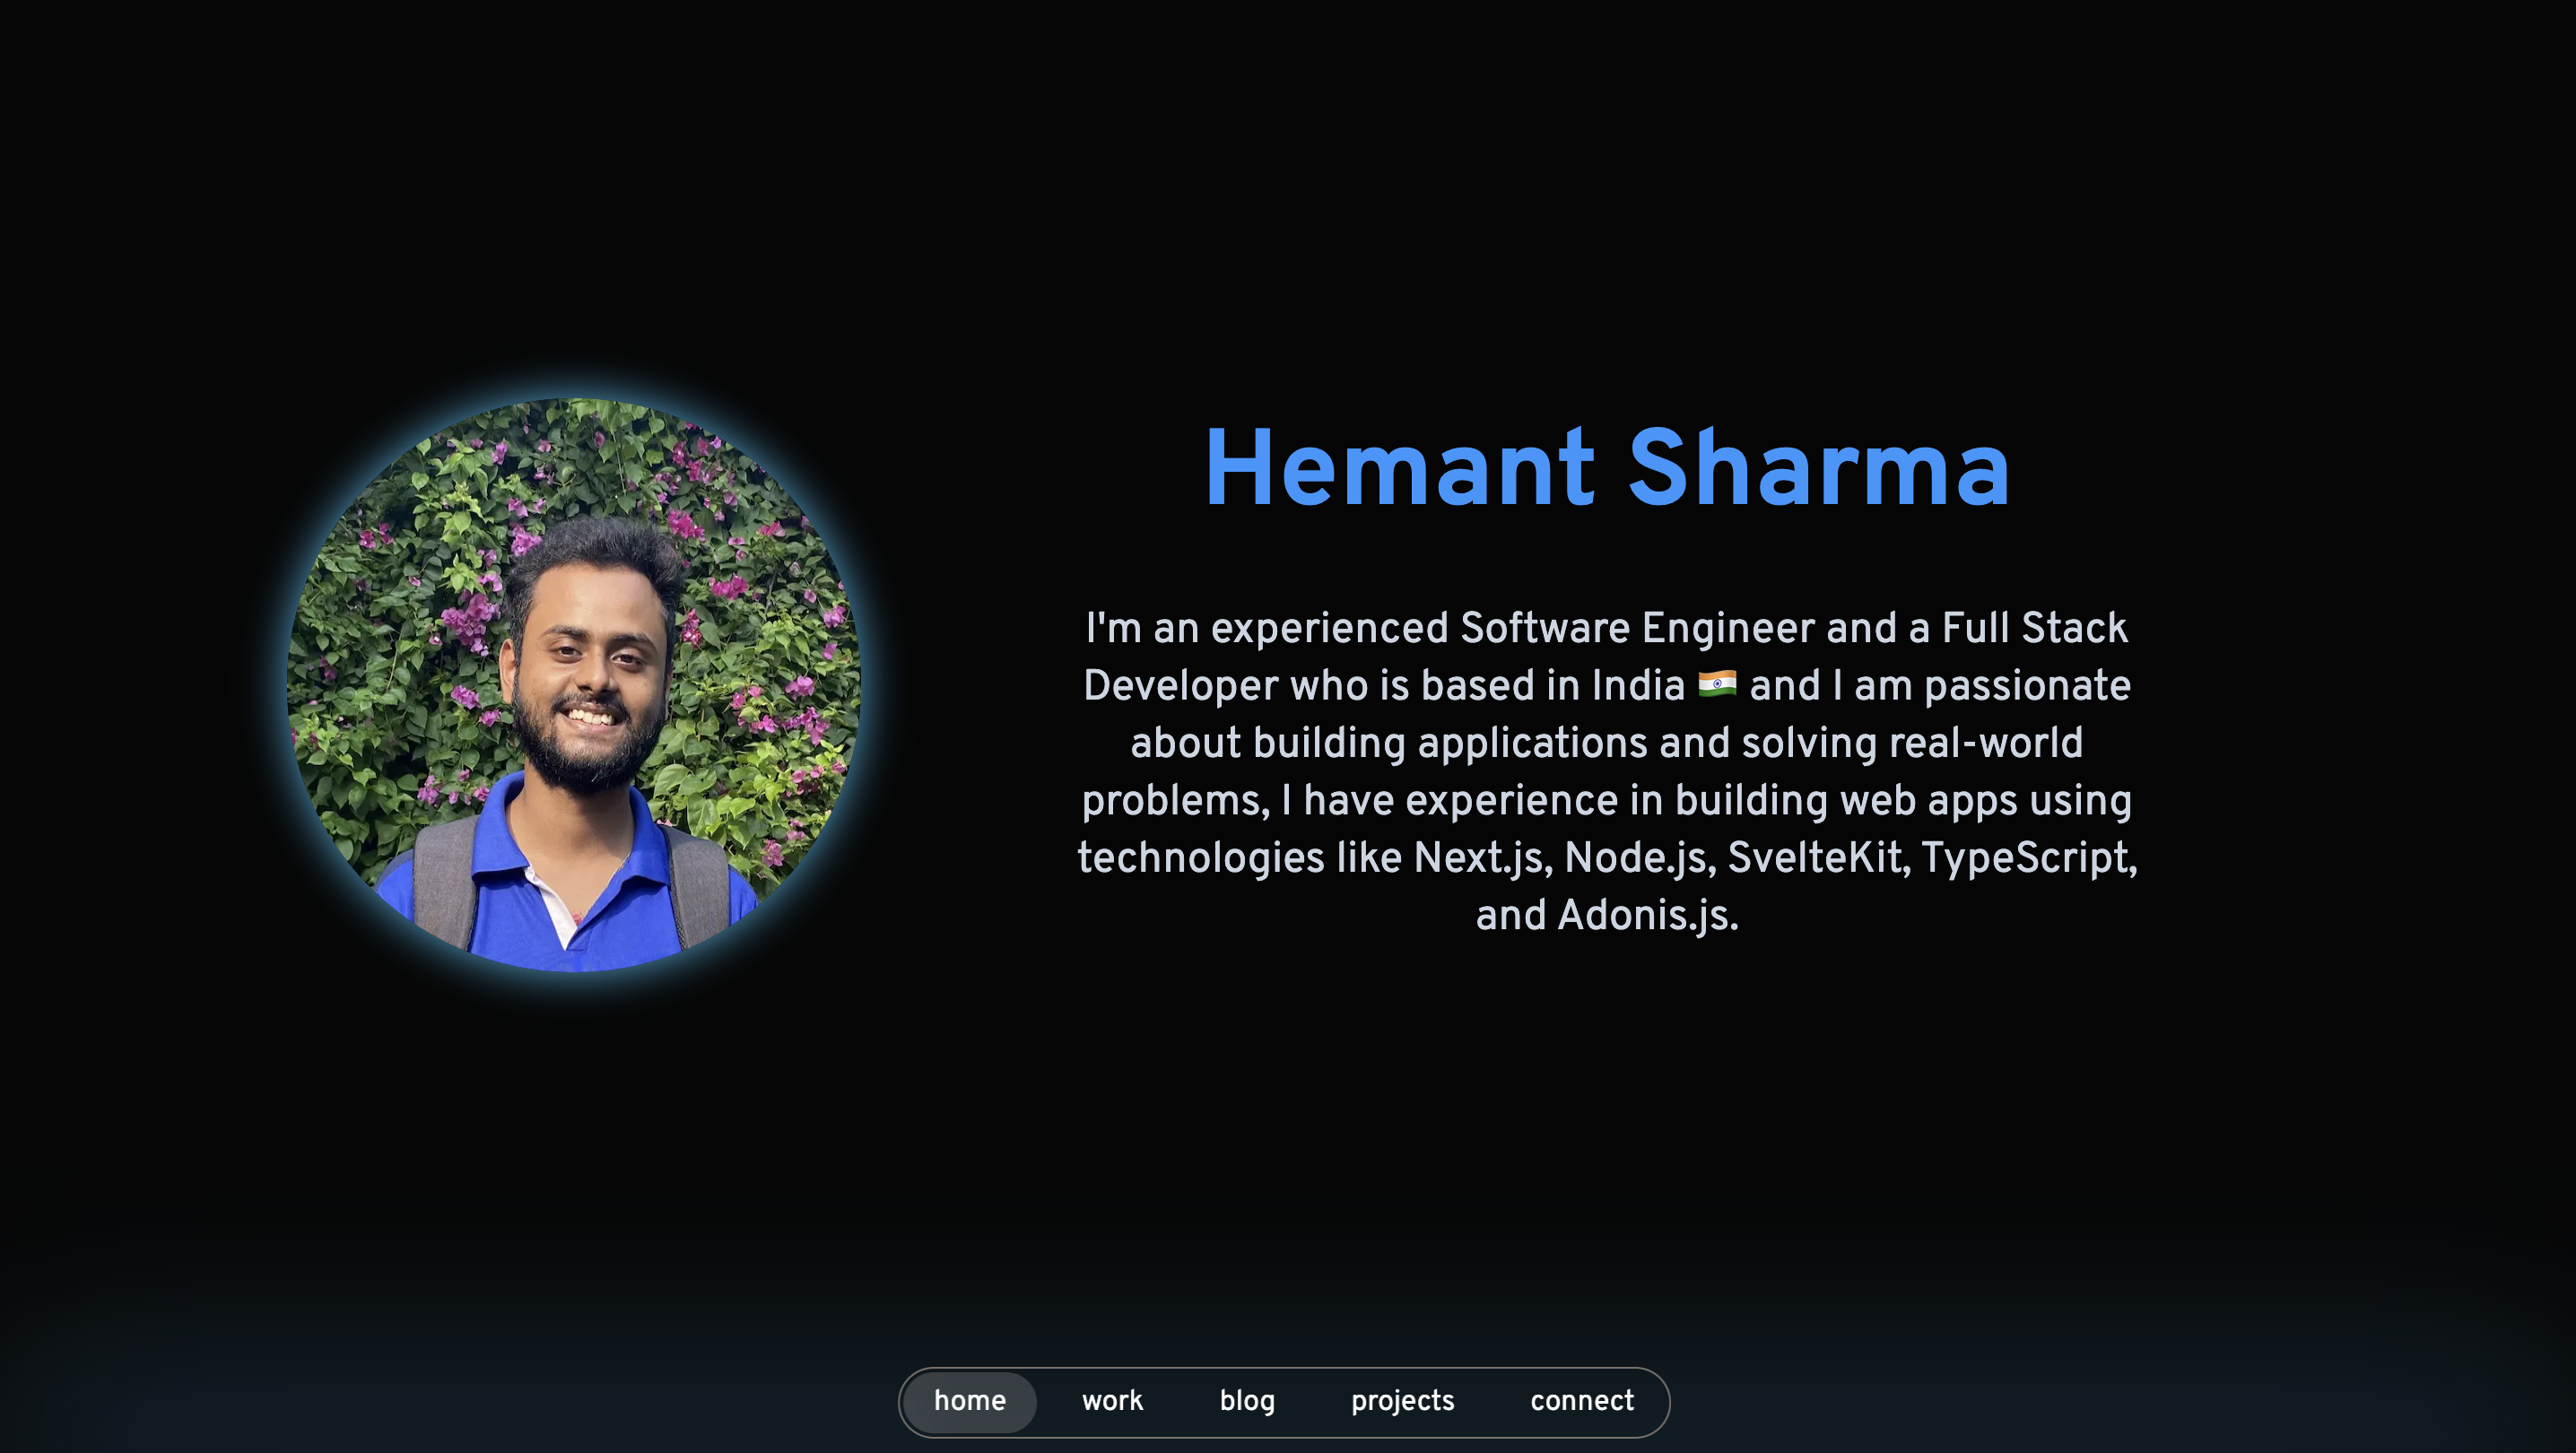 Hemant Sharma
I'm an experienced Software Engineer and a Full Stack
Developer who is based in India 🇮🇳 and I am passionate
about building applications and solving real-world
problems, I have experience in building web apps using
technologies like Next.js, Node.js, SvelteKit, TypeScript,
and Adonis.js.
home work blog projects connect